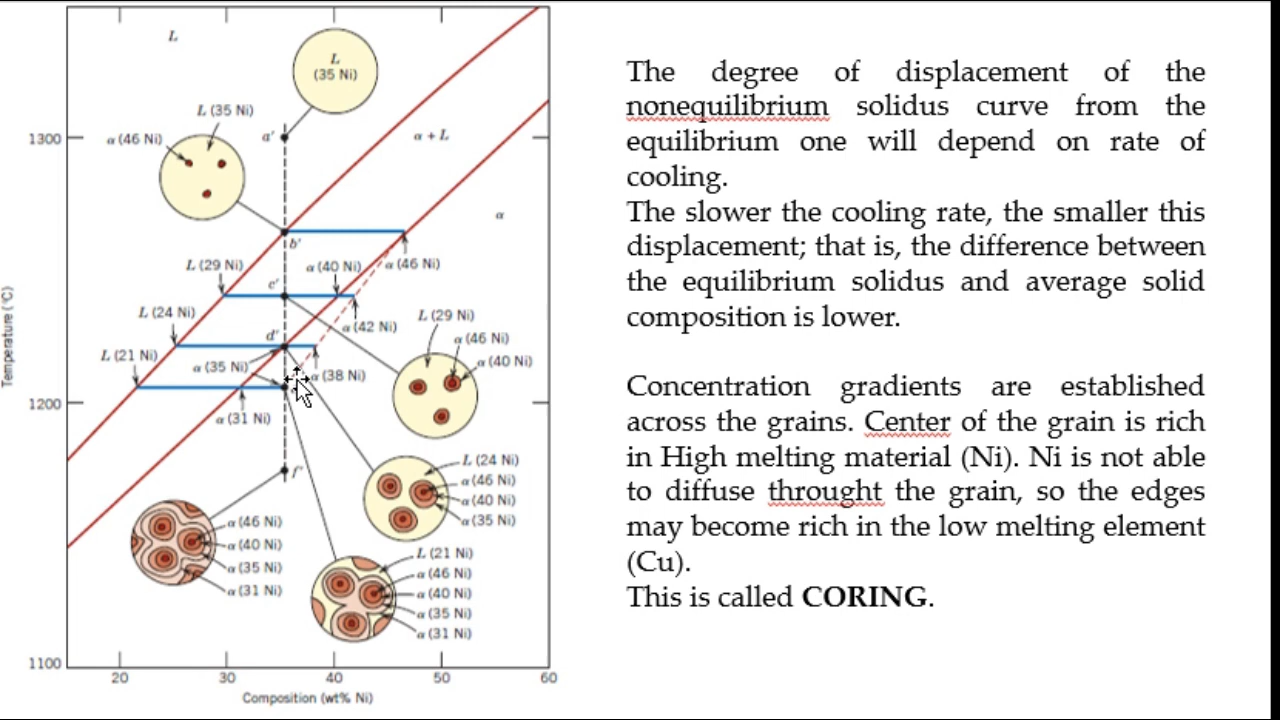 L
L
(35 Ni)
L (35 Ni)
α (46 Ni)
a′
α + L
1300
α
b′
L (29 Ni)
α (40 Ni)
α (46 Ni)
c′
L (24 Ni)
α (42 Ni)
L (29 Ni)
d′
α (46 Ni)
L (21 Ni)
α (40 Ni)
α (35 Ni)
α (38 Ni)
Temperature (°C)
1200
α (31 Ni)
L (24 Ni)
f′
α (46 Ni)
α (40 Ni)
α (35 Ni)
α (46 Ni)
α (40 Ni)
α (35 Ni)
α (31 Ni)
L (21 Ni)
α (46 Ni)
α (40 Ni)
α (35 Ni)
α (31 Ni)
1100
20 30 40 50 60
Composition (wt% Ni)
The degree of displacement of the
nonequilibrium solidus curve from the
equilibrium one will depend on rate of
cooling.
The slower the cooling rate, the smaller this
displacement; that is, the difference between
the equilibrium solidus and average solid
composition is lower.
Concentration gradients are established
across the grains. Center of the grain is rich
in High melting material (Ni). Ni is not able
to diffuse throught the grain, so the edges
may become rich in the low melting element
(Cu).
This is called CORING.